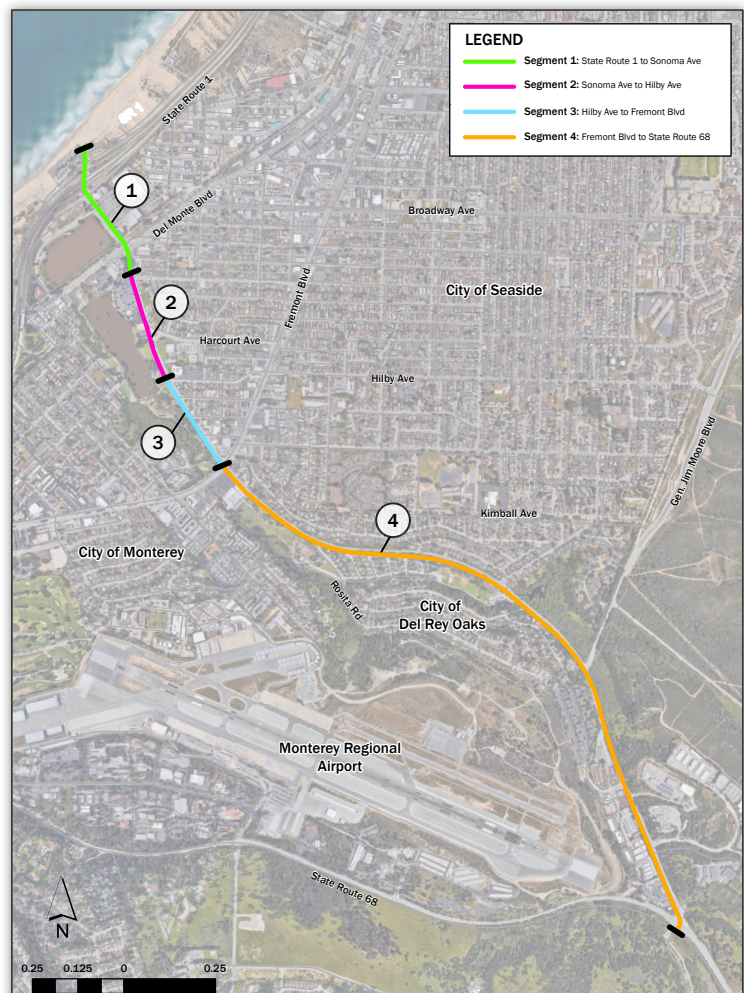 LEGEND
Segment 1: State Route 1 to Sonoma Ave
Segment 2: Sonoma Ave to Hilby Ave
Segment 3: Hilby Ave to Fremont Blvd
Segment 4: Fremont Blvd to State Route 68
State Route 1
1
Del Monte Blvd
Broadway Ave
Fremont Blvd
City of Seaside
2
Harcourt Ave
Hilby Ave
3
Gen. Jim Moore Blvd
4
Kimball Ave
City of Monterey
Rosita Rd
City of
Del Rey Oaks
Monterey Regional
Airport
State Route 68
N
0.25 0.125 0 0.25